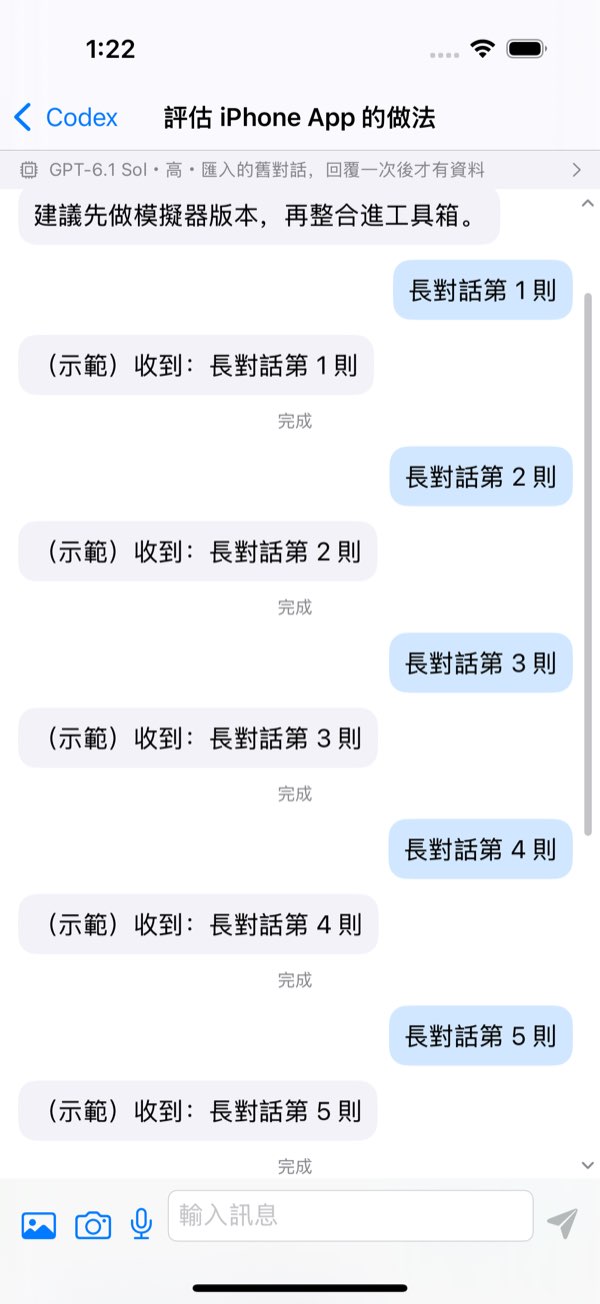 1:22
Codex
評估 iPhone App 的做法
GPT-6.1 Sol・高・匯入的舊對話，回覆一次後才有資料
建議先做模擬器版本，再整合進工具箱。
長對話第 1 則
（示範）收到：長對話第 1 則
完成
長對話第 2 則
（示範）收到：長對話第 2 則
完成
長對話第 3 則
（示範）收到：長對話第 3 則
完成
長對話第 4 則
（示範）收到：長對話第 4 則
完成
長對話第 5 則
（示範）收到：長對話第 5 則
完成
輸入訊息